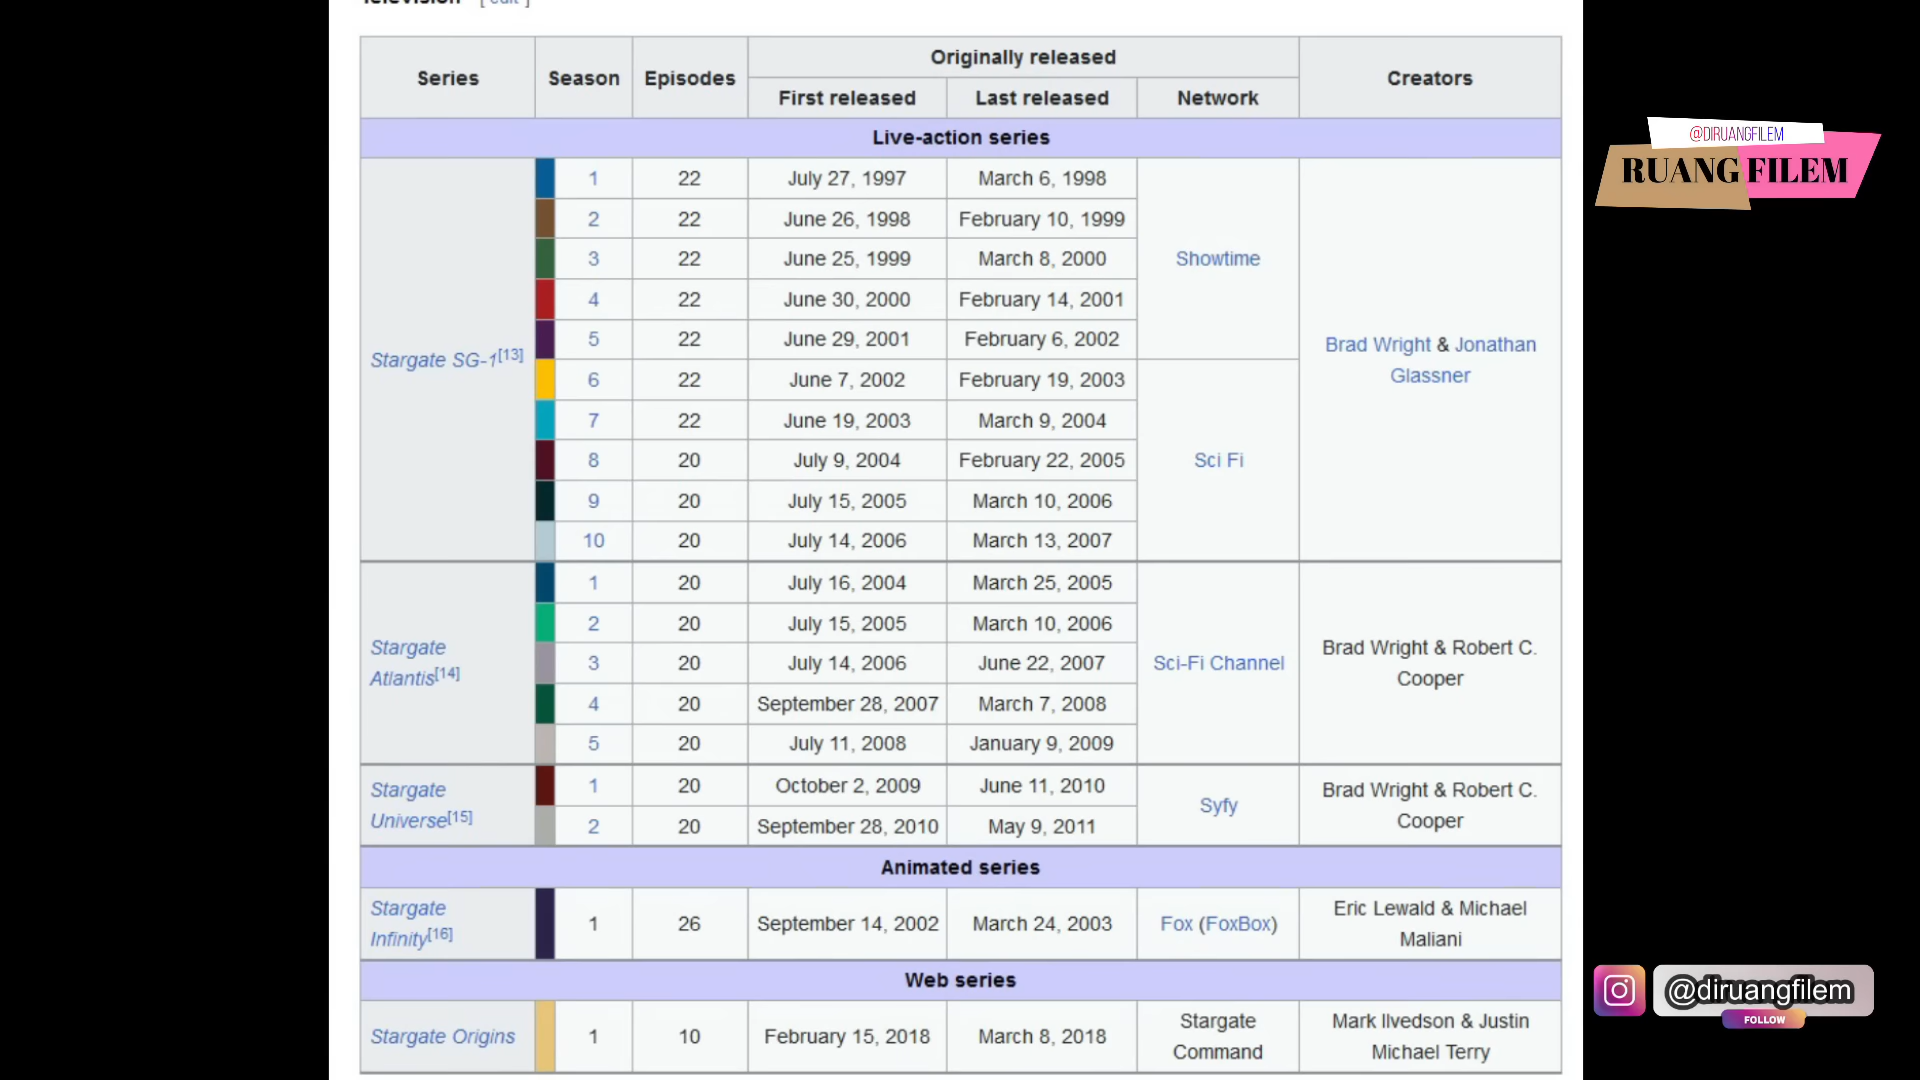 Television [ edit ]
Series Season Episodes Originally released Creators
First released Last released Network
Live-action series
Stargate SG-1[13] 1 22 July 27, 1997 March 6, 1998 Showtime Brad Wright & Jonathan Glassner
2 22 June 26, 1998 February 10, 1999
3 22 June 25, 1999 March 8, 2000
4 22 June 30, 2000 February 14, 2001
5 22 June 29, 2001 February 6, 2002
6 22 June 7, 2002 February 19, 2003 Sci Fi
7 22 June 19, 2003 March 9, 2004
8 20 July 9, 2004 February 22, 2005
9 20 July 15, 2005 March 10, 2006
10 20 July 14, 2006 March 13, 2007
Stargate Atlantis[14] 1 20 July 16, 2004 March 25, 2005 Sci-Fi Channel Brad Wright & Robert C. Cooper
2 20 July 15, 2005 March 10, 2006
3 20 July 14, 2006 June 22, 2007
4 20 September 28, 2007 March 7, 2008
5 20 July 11, 2008 January 9, 2009
Stargate Universe[15] 1 20 October 2, 2009 June 11, 2010 Syfy Brad Wright & Robert C. Cooper
2 20 September 28, 2010 May 9, 2011
Animated series
Stargate Infinity[16] 1 26 September 14, 2002 March 24, 2003 Fox (FoxBox) Eric Lewald & Michael Maliani
Web series
Stargate Origins 1 10 February 15, 2018 March 8, 2018 Stargate Command Mark Ilvedson & Justin Michael Terry
@DIRUANGFILEM
RUANG FILEM
@diruangfilem
FOLLOW